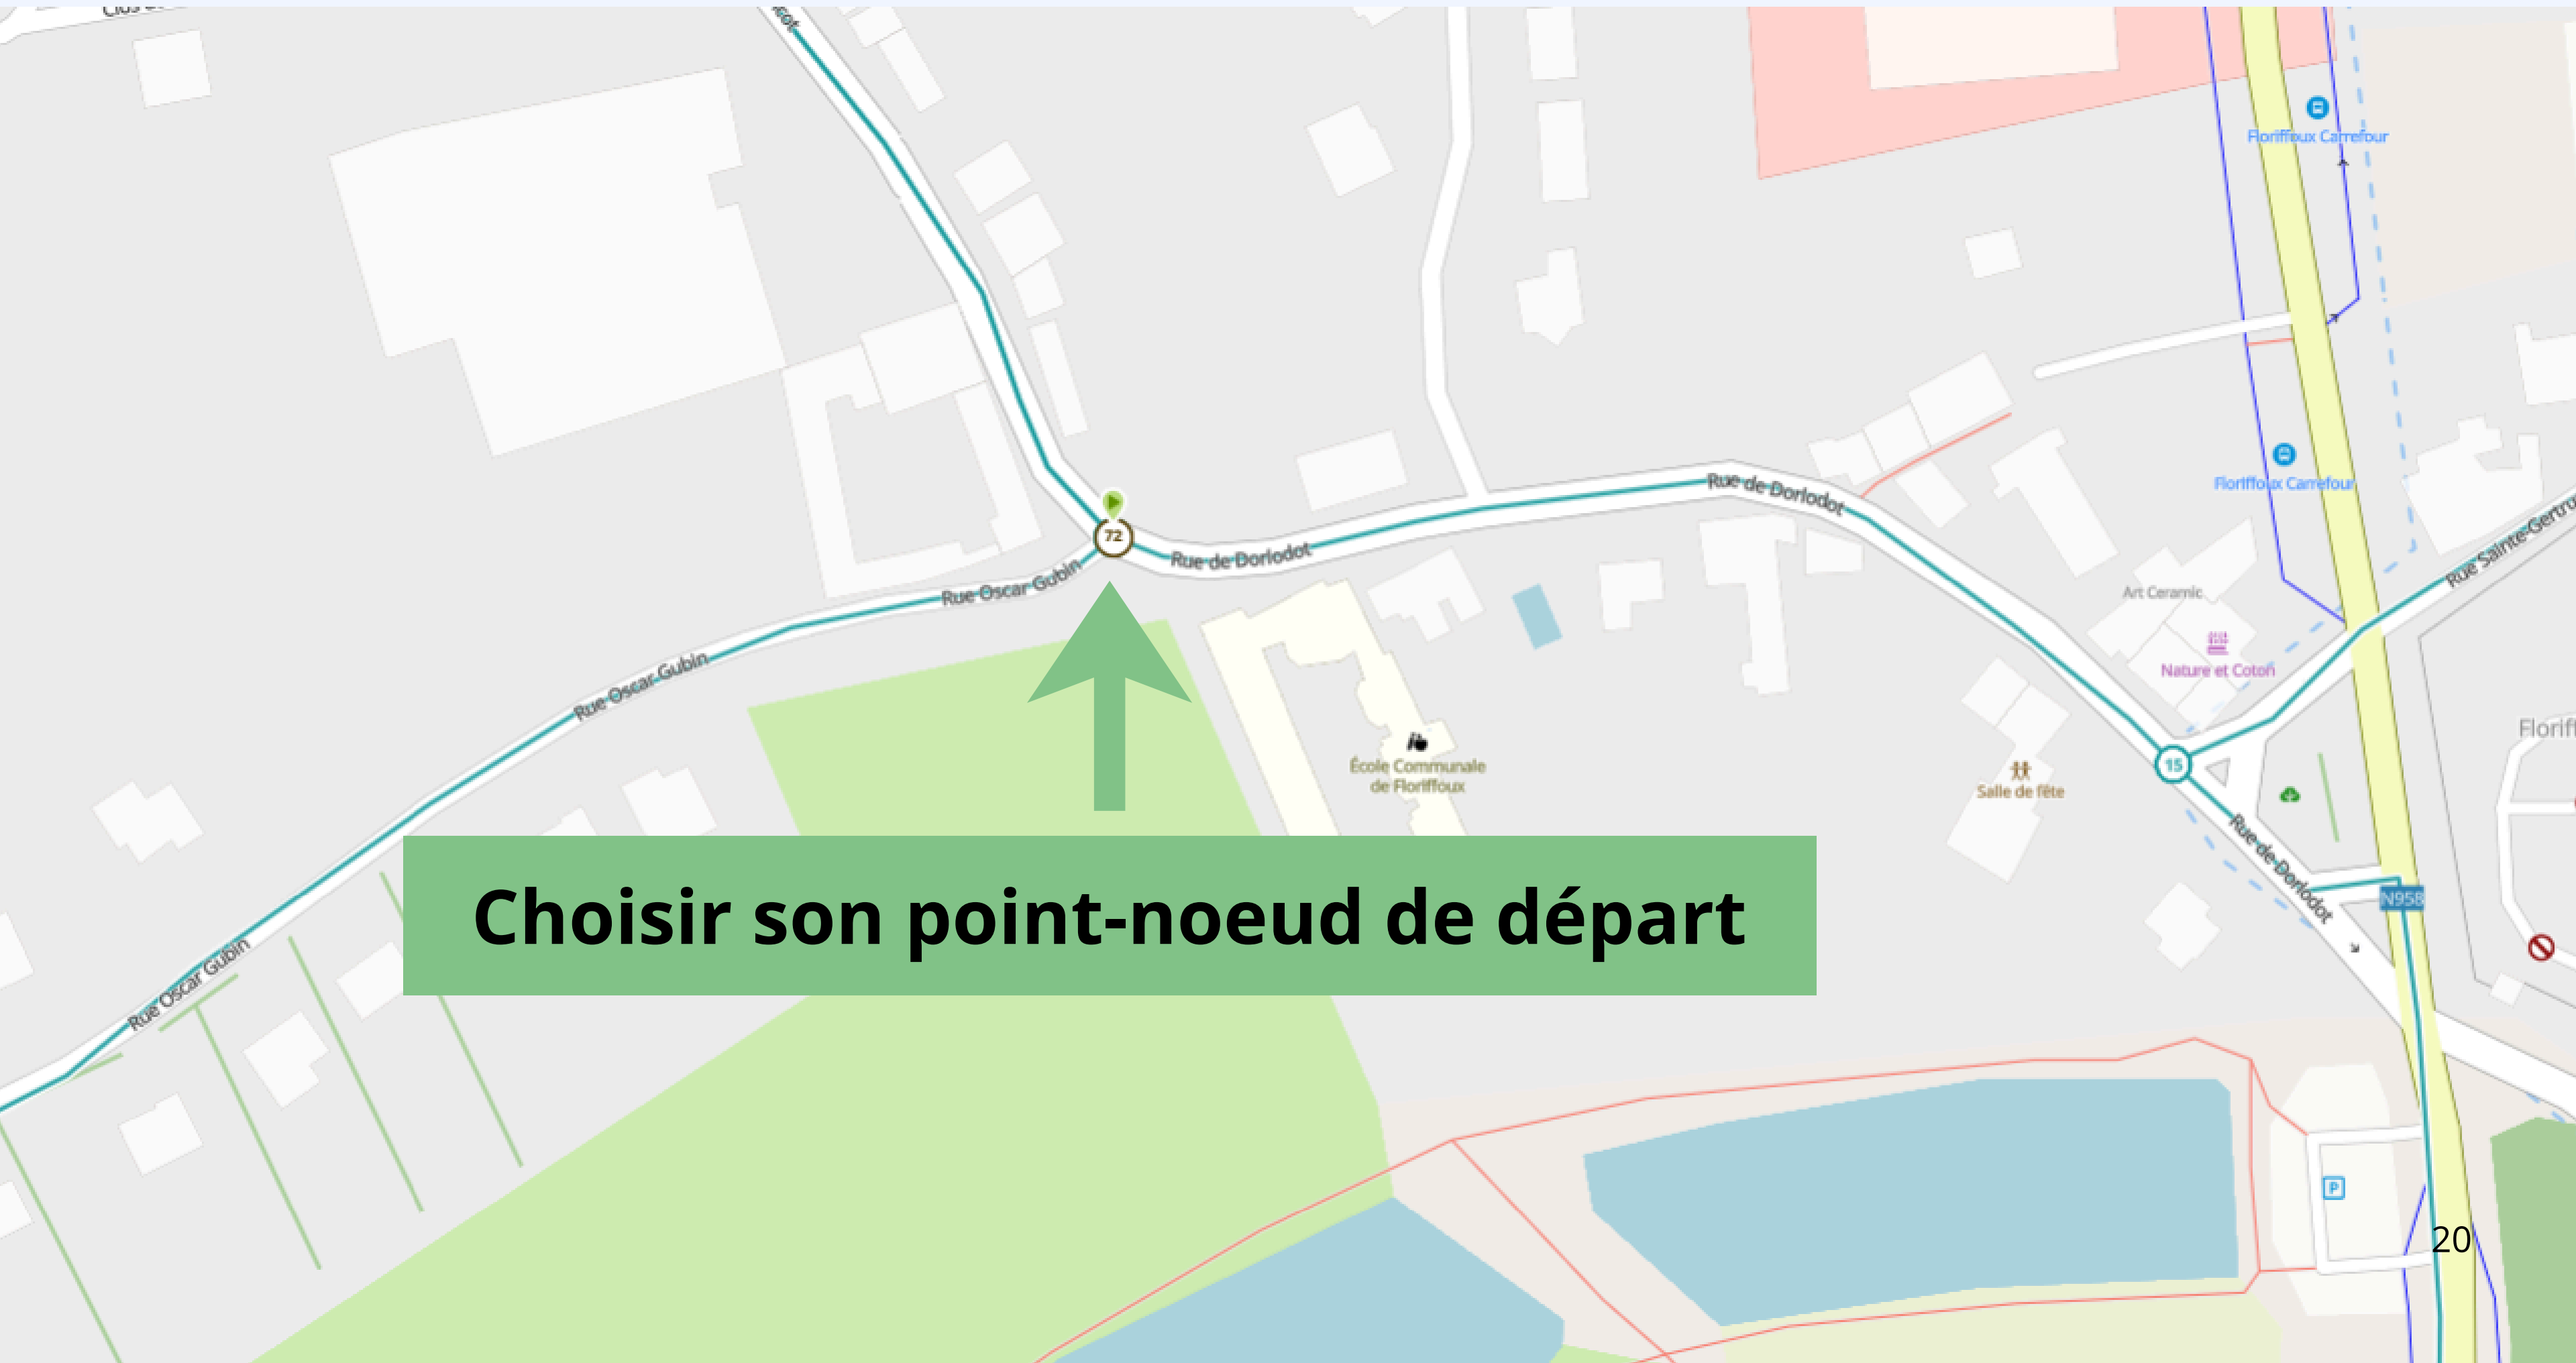 Floriffoux Carrefour
Rue de Dorlodot
Floriffoux Carrefour
72
Rue de Dorlodot
Rue Oscar Gubin
Rue Sainte-Gertru
Art Ceramic
Nature et Coton
Rue Oscar Gubin
Floriff
École Communale
de Floriffoux
15
Salle de fête
Rue de Dorlodot
N958
Choisir son point-noeud de départ
Rue Oscar Gubin
P
20